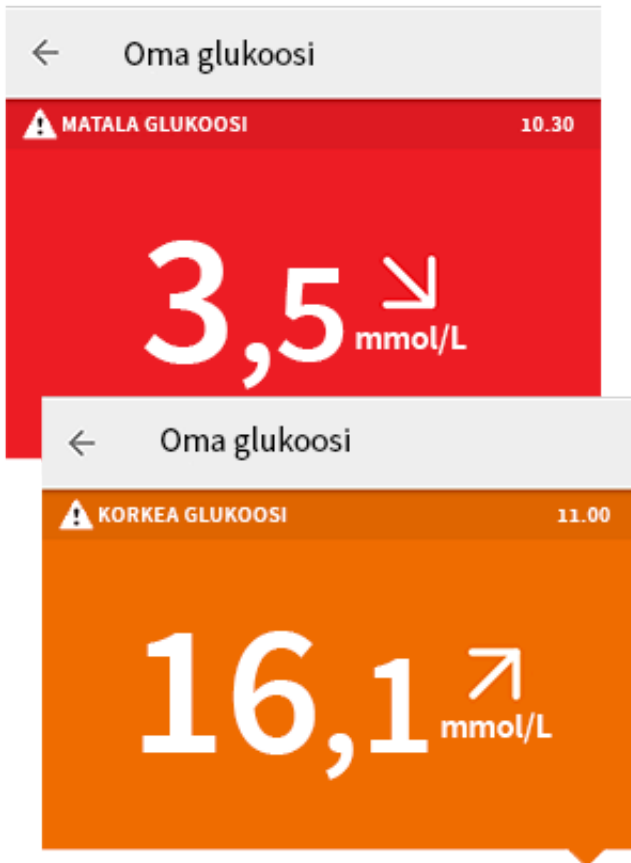 Oma glukoosi
MATALA GLUKOOSI 10.30
3,5 mmol/L
Oma glukoosi
KORKEA GLUKOOSI 11.00
16,1 mmol/L